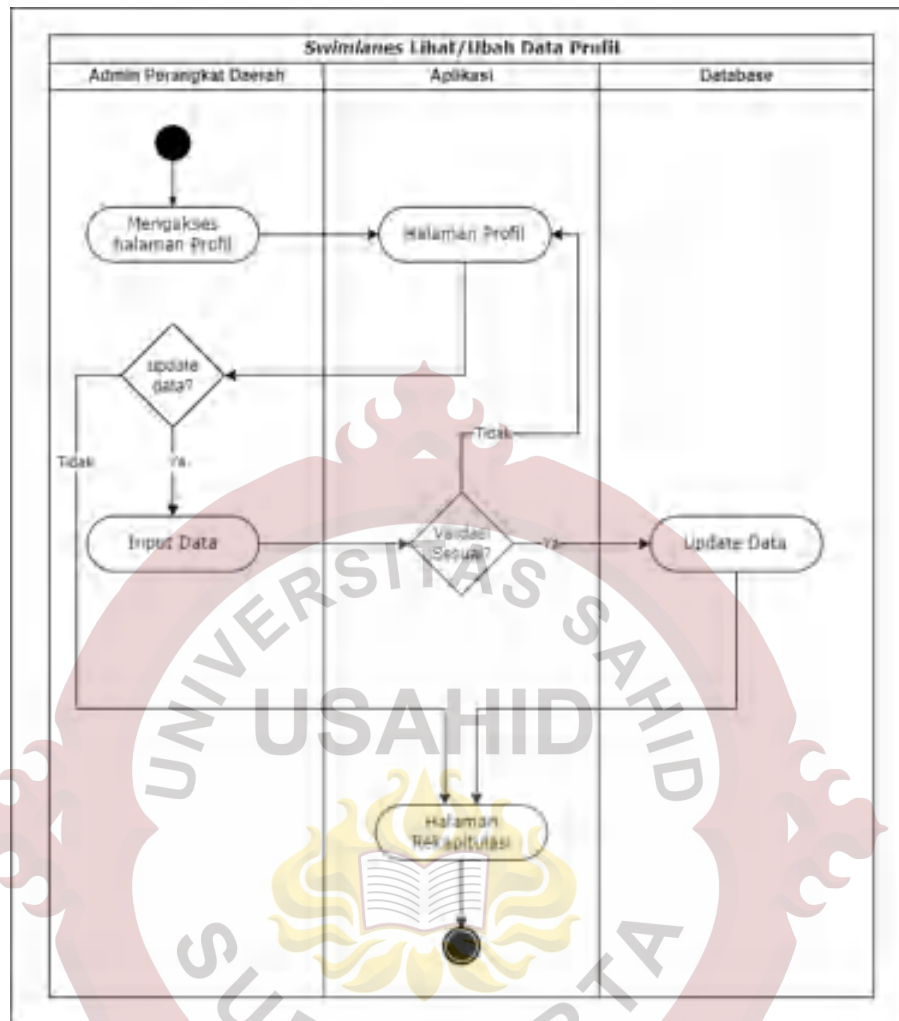 Swimlanes Lihat/Ubah Data Profil
Admin Perangkat Daerah
Aplikasi
Database
Mengakses
halaman Profil
Halaman Profil
update
data?
Tidak
Tidak
Ya
Input Data
Validasi
Sesuai?
Ya
Update Data
UNIVERSITAS SAHID
USAHID
Halaman
Rekapitulasi